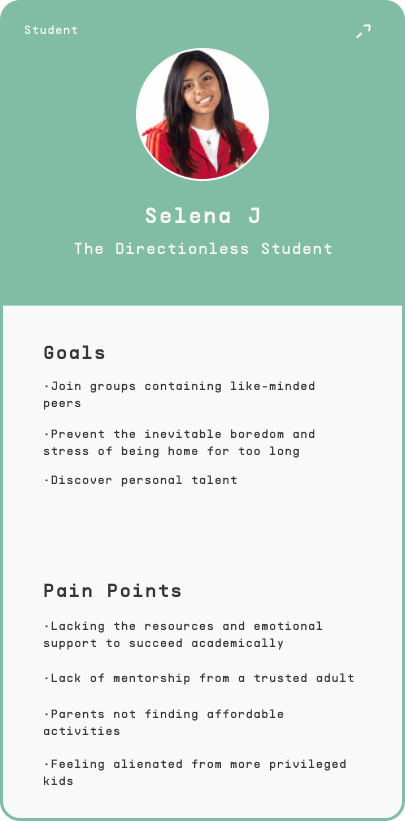 Student
Selena J
The Directionless Student
Goals
·Join groups containing like-minded
peers
·Prevent the inevitable boredom and
stress of being home for too long
·Discover personal talent
Pain Points
·Lacking the resources and emotional
support to succeed academically
·Lack of mentorship from a trusted adult
·Parents not finding affordable
activities
·Feeling alienated from more privileged
kids